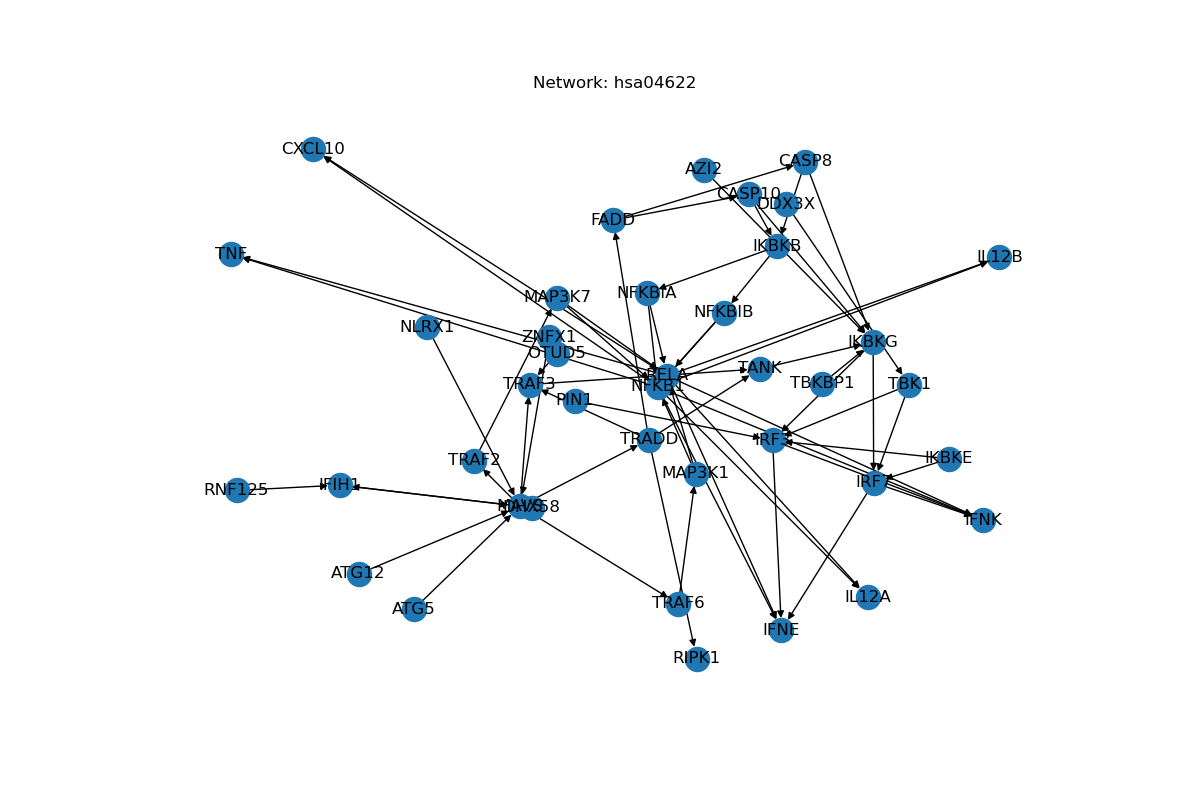 Network: hsa04622
CXCL10
AZI2
CASP8
CASP10
DDX3X
FADD
IKBKB
TNF
IL12B
MAP3K7
NFKBIA
NFKBIB
NLRX1
ZNFX1
IKBKG
OTUD5
TANK
RELA
TRAF3
NFKB1
TBKBP1
TBK1
PIN1
TRADD
IRF3
TRAF2
IKBKE
MAP3K1
RNF125
IFIH1
IRF7
IFNK
ATG12
ATG5
TRAF6
IL12A
IFNE
RIPK1